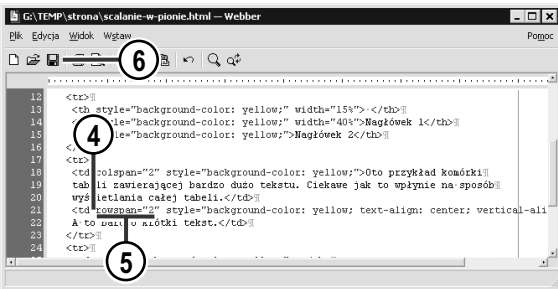 G:\TEMP\strona\scalanie-w-pionie.html — Webber
Plik Edycja Widok Wstaw Pomoc
6
12 <tr>
13 <th style="background-color: yellow;" width="15%"> </th>
14 style="background-color: yellow;" width="40%">Nagłówek 1</th>
15 style="background-color: yellow;">Nagłówek 2</th>
4
16
17 <tr>
18 <td colspan="2" style="background-color: yellow;">Oto przykład komórki
19 tabeli zawierającej bardzo dużo tekstu. Ciekawe jak to wpłynie na sposób
20 wyświetlania całej tabeli.</td>
21 <td rowspan="2" style="background-color: yellow; text-align: center; vertical-ali
22 A to bardzo krótki tekst.</td>
23 </tr>
24 <tr>
5